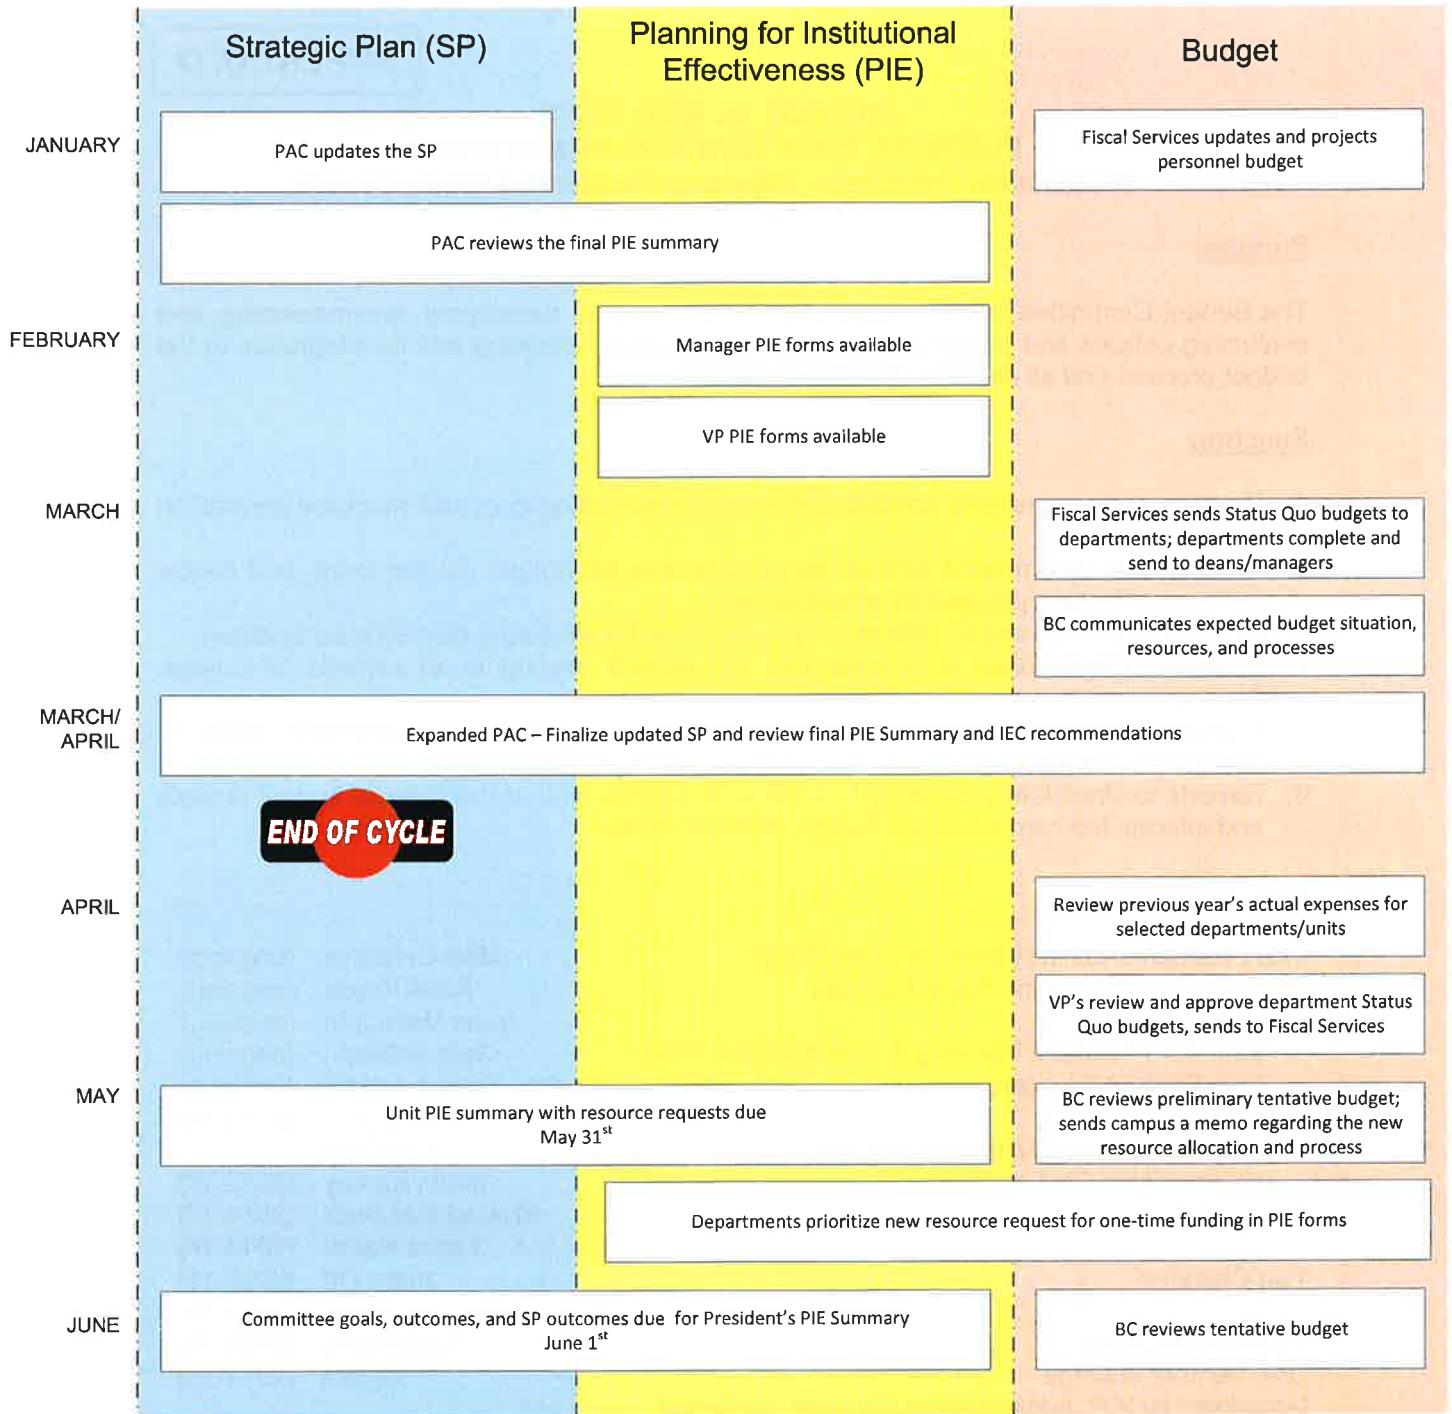 Strategic Plan (SP)
Planning for Institutional
Effectiveness (PIE)
Budget
JANUARY
PAC updates the SP
Fiscal Services updates and projects
personnel budget
PAC reviews the final PIE summary
FEBRUARY
Manager PIE forms available
VP PIE forms available
MARCH
Fiscal Services sends Status Quo budgets to
departments; departments complete and
send to deans/managers
BC communicates expected budget situation,
resources, and processes
MARCH/
APRIL
Expanded PAC – Finalize updated SP and review final PIE Summary and IEC recommendations
END OF CYCLE
APRIL
Review previous year's actual expenses for
selected departments/units
VP's review and approve department Status
Quo budgets, sends to Fiscal Services
MAY
Unit PIE summary with resource requests due
May 31st
BC reviews preliminary tentative budget;
sends campus a memo regarding the new
resource allocation and process
Departments prioritize new resource request for one-time funding in PIE forms
JUNE
Committee goals, outcomes, and SP outcomes due for President's PIE Summary
June 1st
BC reviews tentative budget